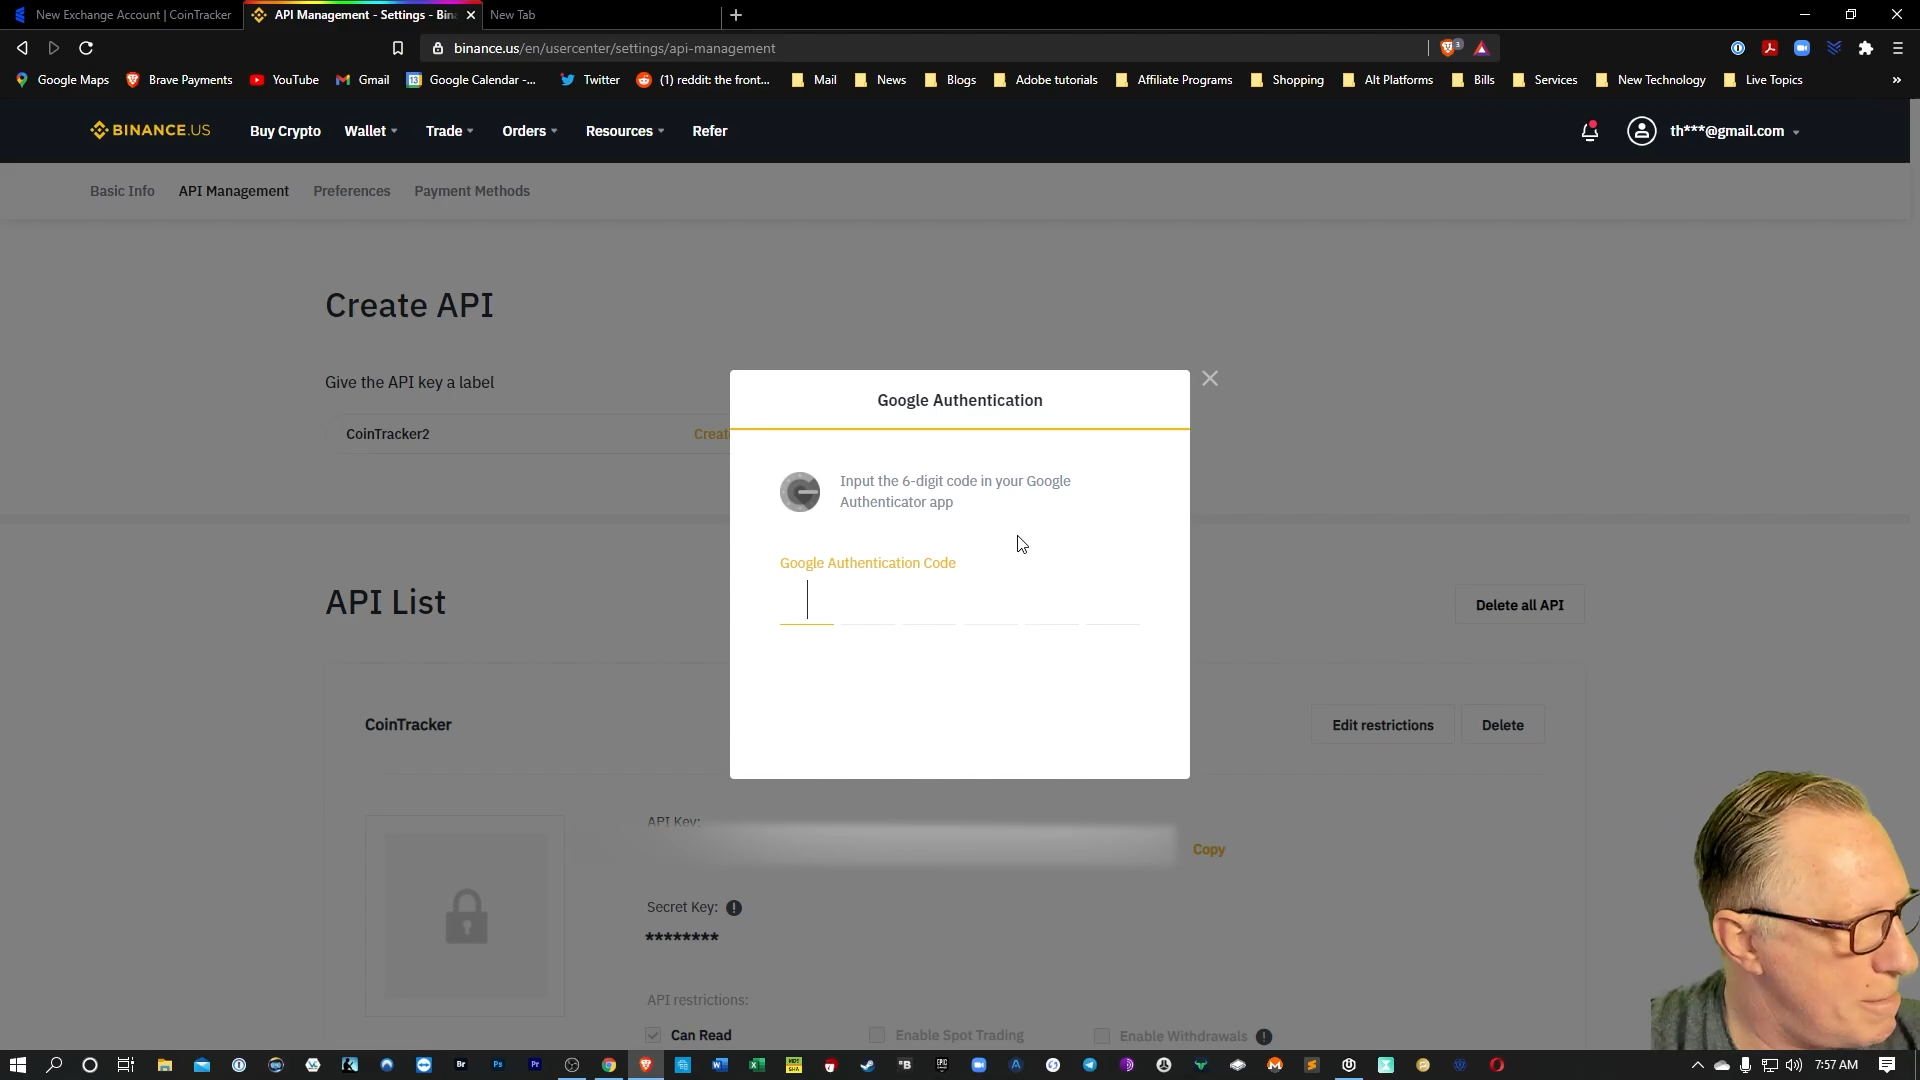 New Exchange Account | CoinTracker
API Management - Settings - Bin
New Tab
binance.us/en/usercenter/settings/api-management
3
Google Maps
Brave Payments
YouTube
Gmail
Google Calendar -...
Twitter
(1) reddit: the front...
Mail
News
Blogs
Adobe tutorials
Affiliate Programs
Shopping
Alt Platforms
Bills
Services
New Technology
Live Topics
BINANCE.US
Buy Crypto
Wallet
Trade
Orders
Resources
Refer
th***@gmail.com
Basic Info
API Management
Preferences
Payment Methods
Create API
Give the API key a label
CoinTracker2
Creat
Google Authentication
Input the 6-digit code in your Google
Authenticator app
Google Authentication Code
API List
Delete all API
CoinTracker
Edit restrictions
Delete
API Key:
Copy
Secret Key:
********
API restrictions:
Can Read
Enable Spot Trading
Enable Withdrawals
7:57 AM